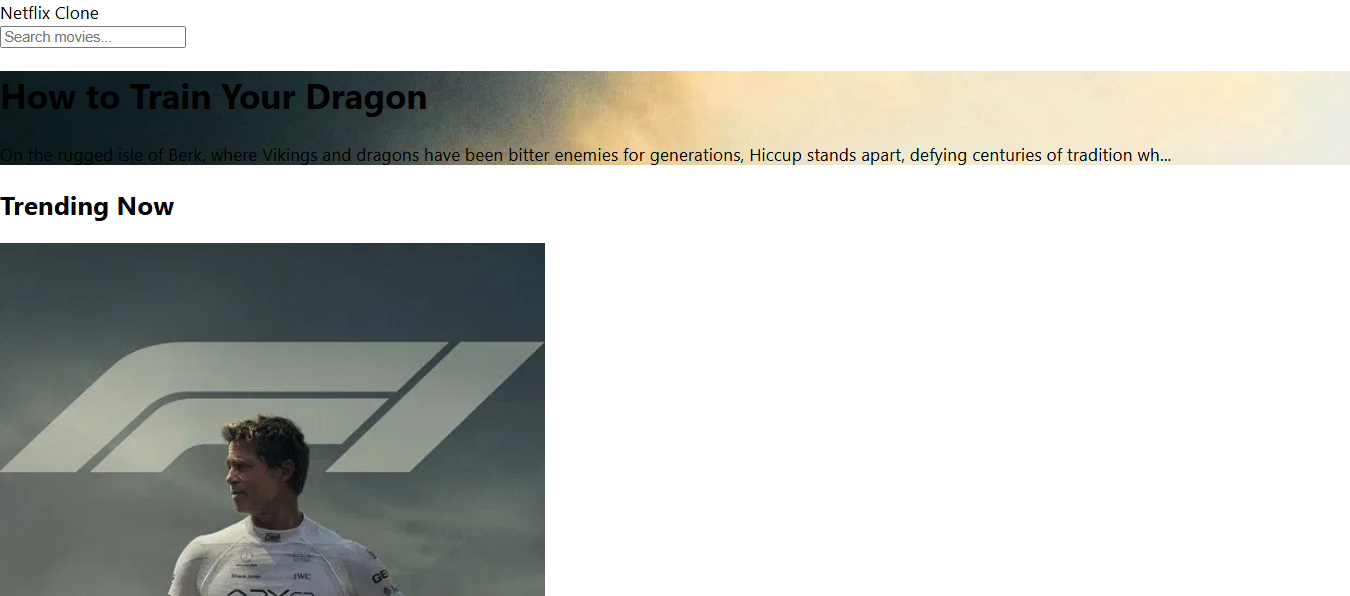 Netflix Clone
Search movies...
How to Train Your Dragon
On the rugged isle of Berk, where Vikings and dragons have been bitter enemies for generations, Hiccup stands apart, defying centuries of tradition wh...
Trending Now
F1
IWC